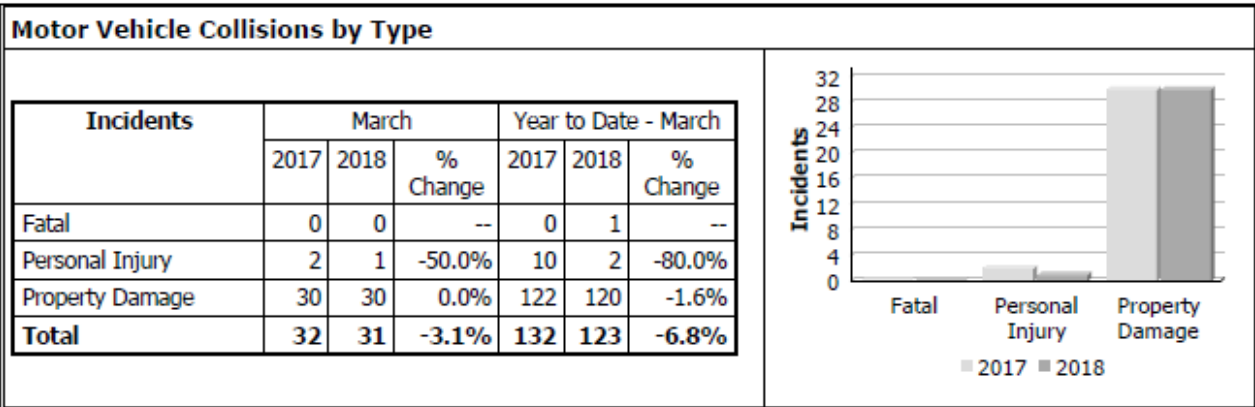 Motor Vehicle Collisions by Type
Incidents March Year to Date - March
2017 2018 % Change 2017 2018 % Change
Fatal 0 0 -- 0 1 --
Personal Injury 2 1 -50.0% 10 2 -80.0%
Property Damage 30 30 0.0% 122 120 -1.6%
Total 32 31 -3.1% 132 123 -6.8%
Incidents
32
28
24
20
16
12
8
4
0
Fatal Personal Injury Property Damage
2017 2018